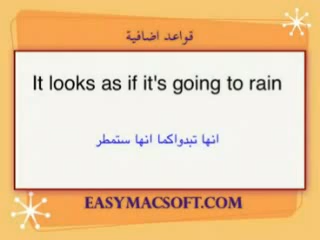 قواعد اضافية
It looks as if it's going to rain
انها تبدواكما انها ستمطر
EASYMACSOFT.COM